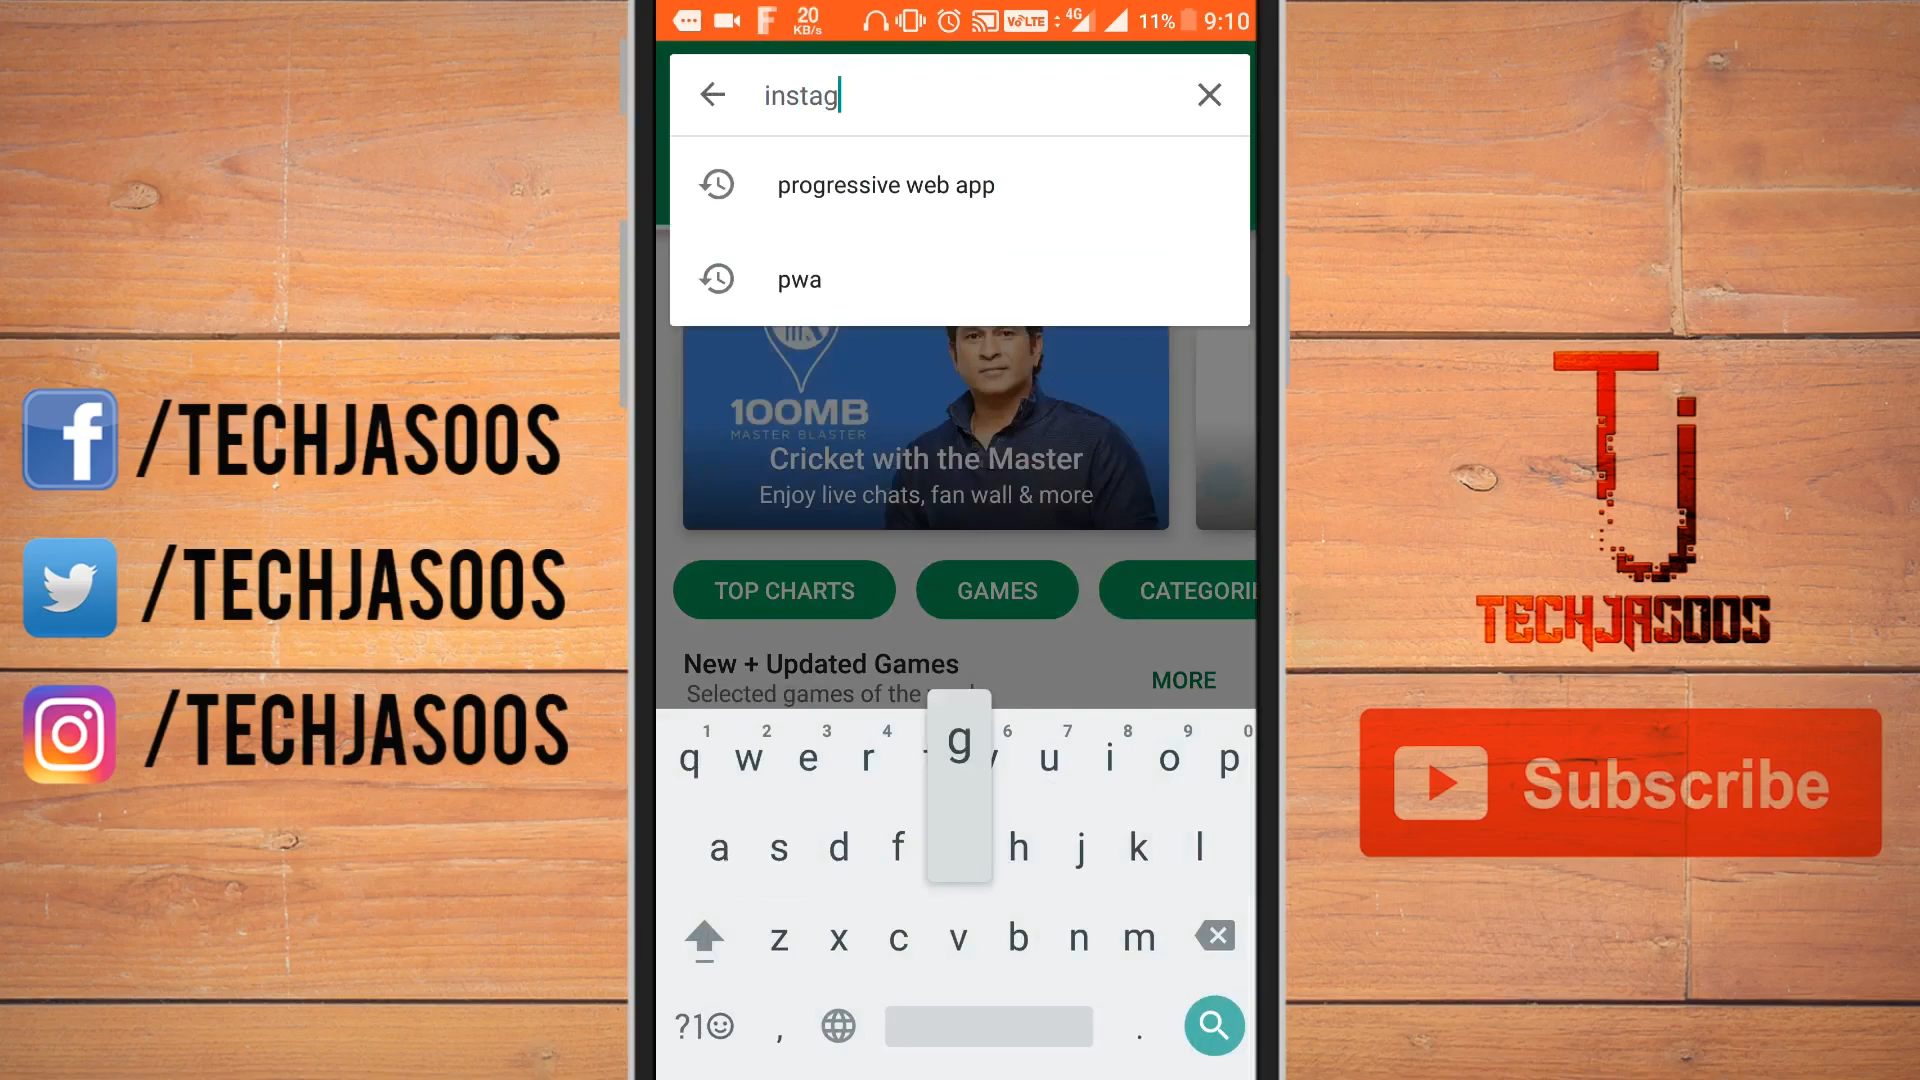 20
KB/s
VoLTE
4G
11%
9:10
instag
progressive web app
pwa
100MB
MASTER BLASTER
Cricket with the Master
Enjoy live chats, fan wall & more
TOP CHARTS
GAMES
CATEGORI
New + Updated Games
MORE
Selected games of the
g
1 2 3 4 6 7 8 9 0
q w e r u i o p
a s d f h j k l
z x c v b n m
?1☺ , .
/TECHJASOOS
/TECHJASOOS
/TECHJASOOS
TJ
TECHJASOOS
Subscribe